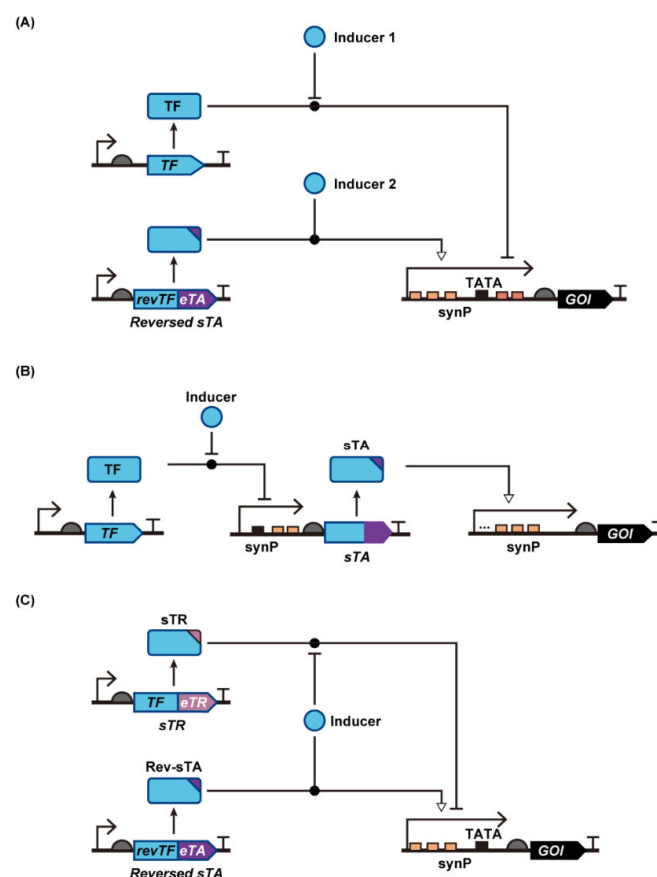 (A)
Inducer 1
TF
TF
Inducer 2
revTF eTA
Reversed sTA
TATA
synP
GOI
(B)
Inducer
TF
sTA
TF
synP
sTA
...
synP
GOI
(C)
sTR
TF eTR
sTR
Inducer
Rev-sTA
revTF eTA
Reversed sTA
TATA
synP
GOI